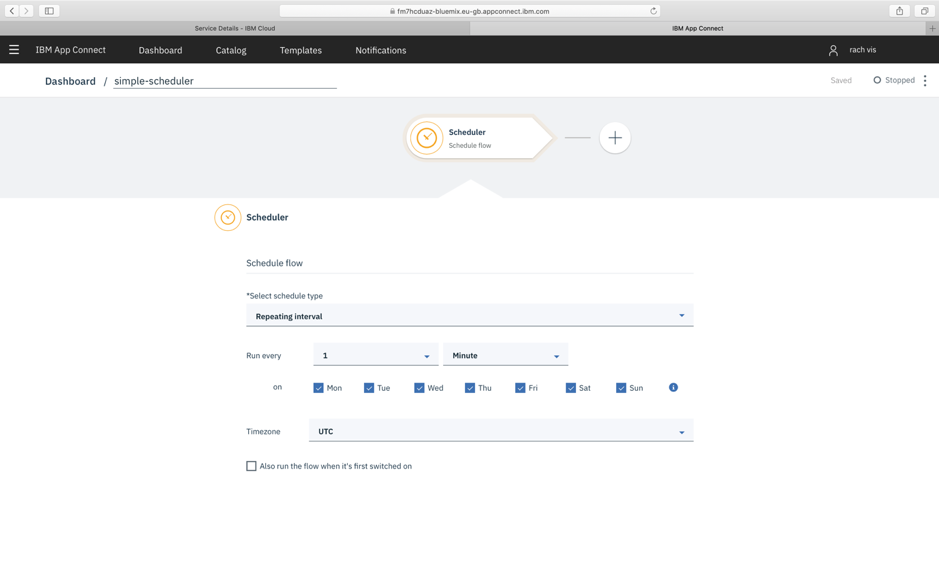 fm7hcduaz-bluemix.eu-gb.appconnect.ibm.com
Service Details - IBM Cloud
IBM App Connect
IBM App Connect
Dashboard
Catalog
Templates
Notifications
rach vis
Dashboard / simple-scheduler
Saved
Stopped
Scheduler
Schedule flow
Scheduler
Schedule flow
*Select schedule type
Repeating interval
Run every 1 Minute
on Mon Tue Wed Thu Fri Sat Sun
Timezone UTC
Also run the flow when it's first switched on